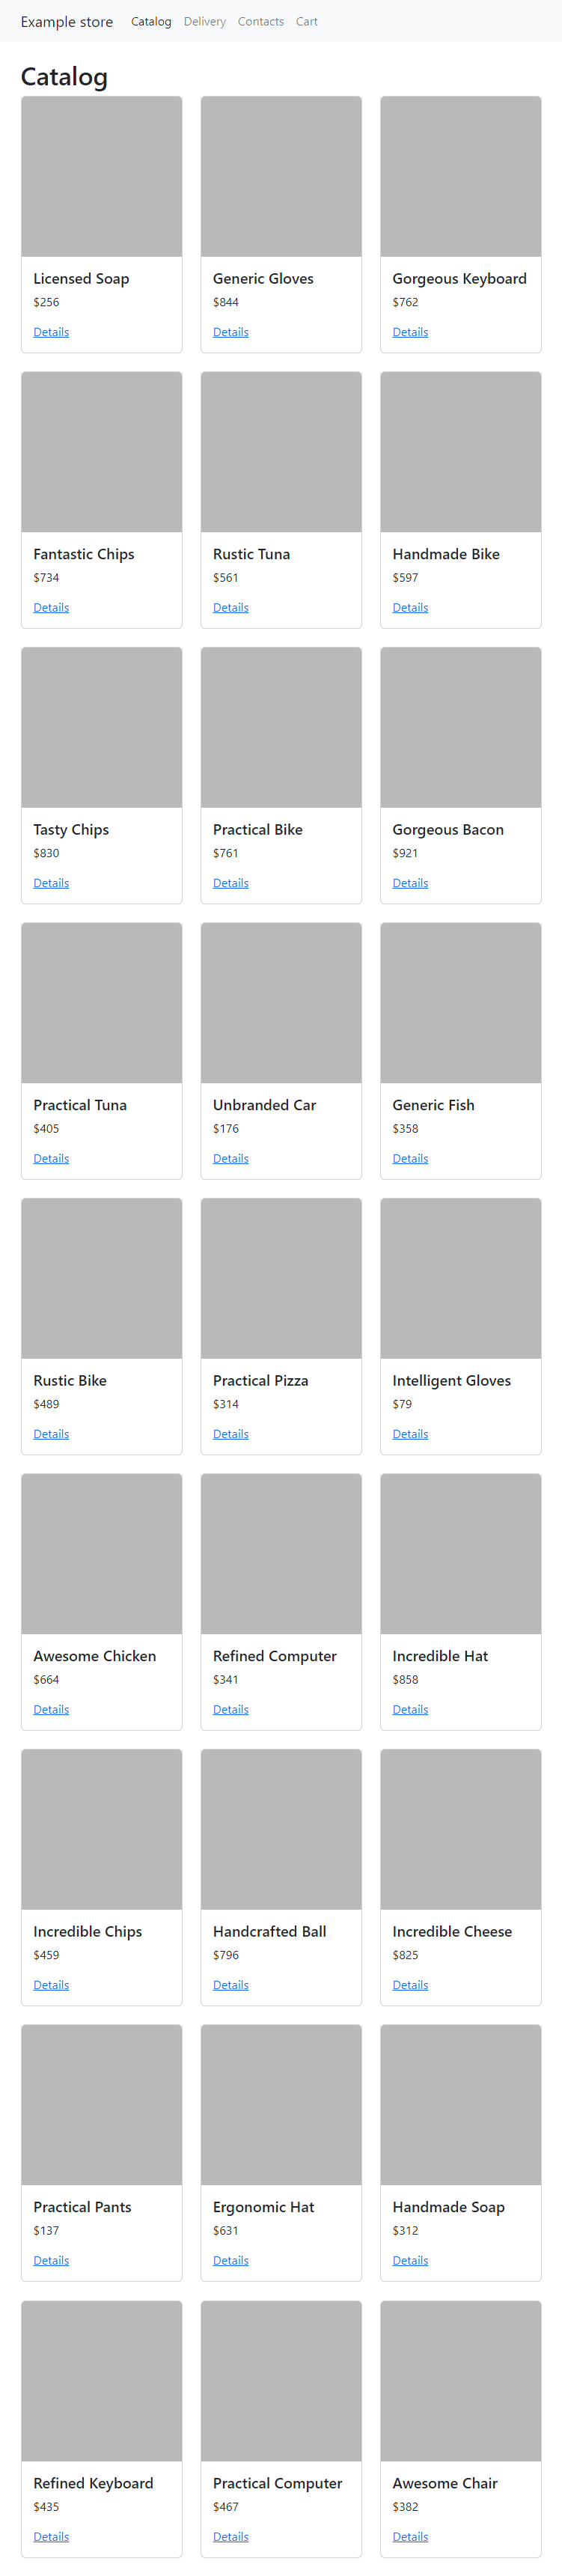 Example store Catalog Delivery Contacts Cart
Catalog
Licensed Soap
$256
Details
Generic Gloves
$844
Details
Gorgeous Keyboard
$762
Details
Fantastic Chips
$734
Details
Rustic Tuna
$561
Details
Handmade Bike
$597
Details
Tasty Chips
$830
Details
Practical Bike
$761
Details
Gorgeous Bacon
$921
Details
Practical Tuna
$405
Details
Unbranded Car
$176
Details
Generic Fish
$358
Details
Rustic Bike
$489
Details
Practical Pizza
$314
Details
Intelligent Gloves
$79
Details
Awesome Chicken
$664
Details
Refined Computer
$341
Details
Incredible Hat
$858
Details
Incredible Chips
$459
Details
Handcrafted Ball
$796
Details
Incredible Cheese
$825
Details
Practical Pants
$137
Details
Ergonomic Hat
$631
Details
Handmade Soap
$312
Details
Refined Keyboard
$435
Details
Practical Computer
$467
Details
Awesome Chair
$382
Details